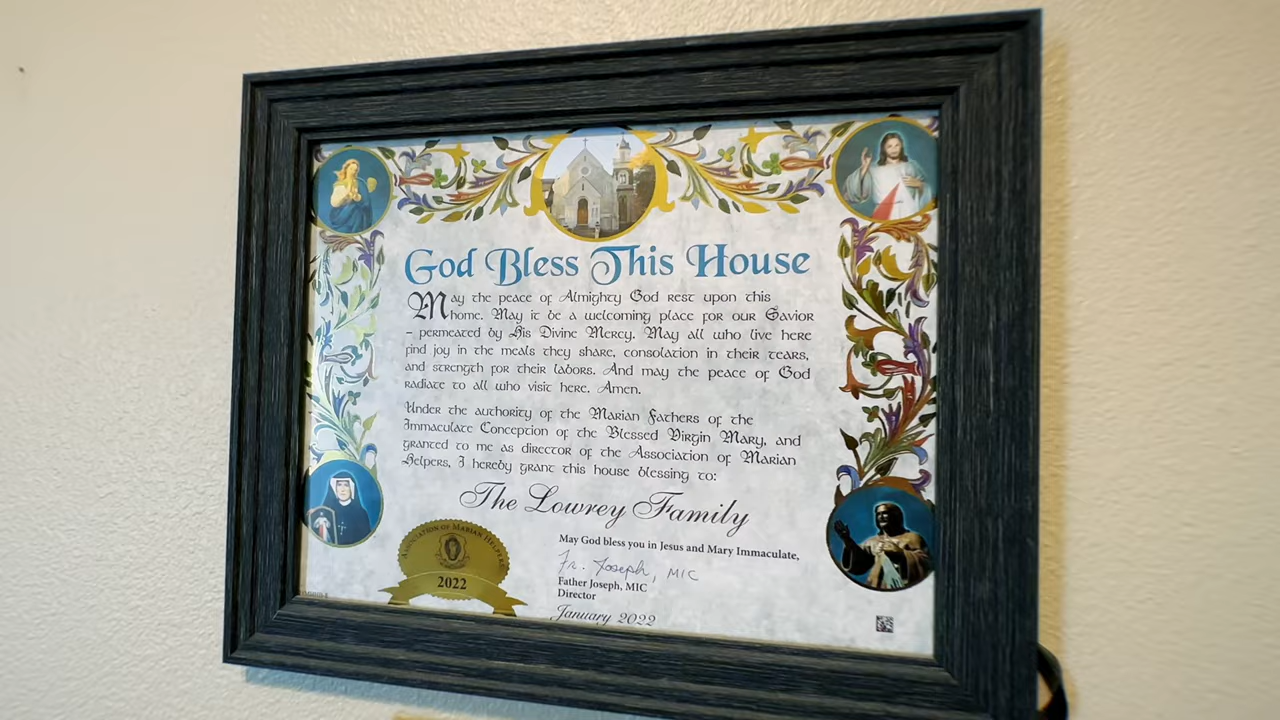 God Bless This House
May the peace of Almighty God rest upon this
home. May it be a welcoming place for our Savior
– permeated by His Divine Mercy. May all who live here
find joy in the meals they share, consolation in their tears,
and strength for their labors. And may the peace of God
radiate to all who visit here. Amen.
Under the authority of the Marian Fathers of the
Immaculate Conception of the Blessed Virgin Mary, and
granted to me as director of the Association of Marian
Helpers, I hereby grant this house blessing to:
The Lowrey Family
ASSOCIATION OF MARIAN HELPERS
2022
May God bless you in Jesus and Mary Immaculate,
Fr. Joseph, MIC
Father Joseph, MIC
Director
January 2022